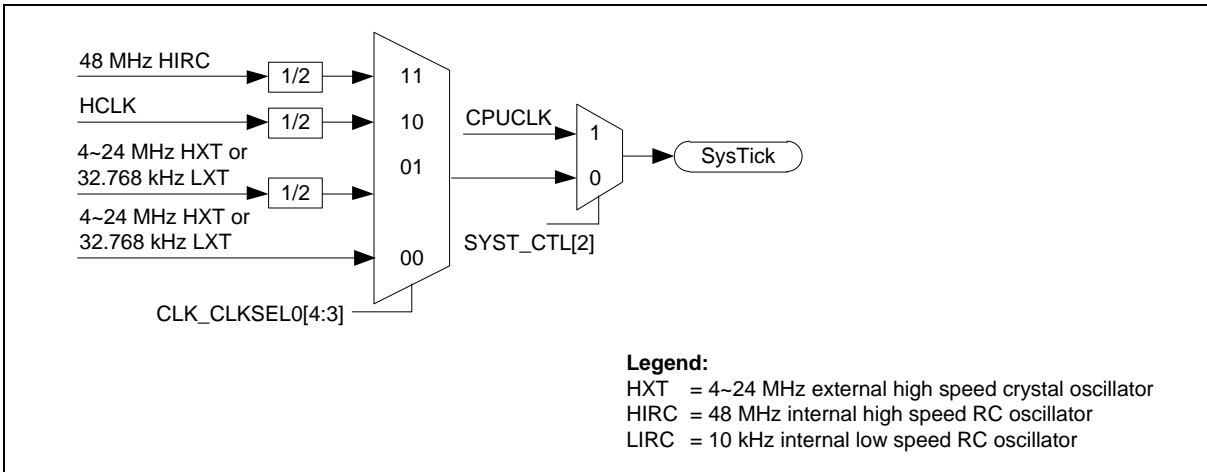 48 MHz HIRC
1/2
11
HCLK
1/2
10
CPUCLK
1
4~24 MHz HXT or
32.768 kHz LXT
1/2
01
SysTick
0
4~24 MHz HXT or
32.768 kHz LXT
00
SYST_CTL[2]
CLK_CLKSEL0[4:3]
Legend:
HXT = 4~24 MHz external high speed crystal oscillator
HIRC = 48 MHz internal high speed RC oscillator
LIRC = 10 kHz internal low speed RC oscillator